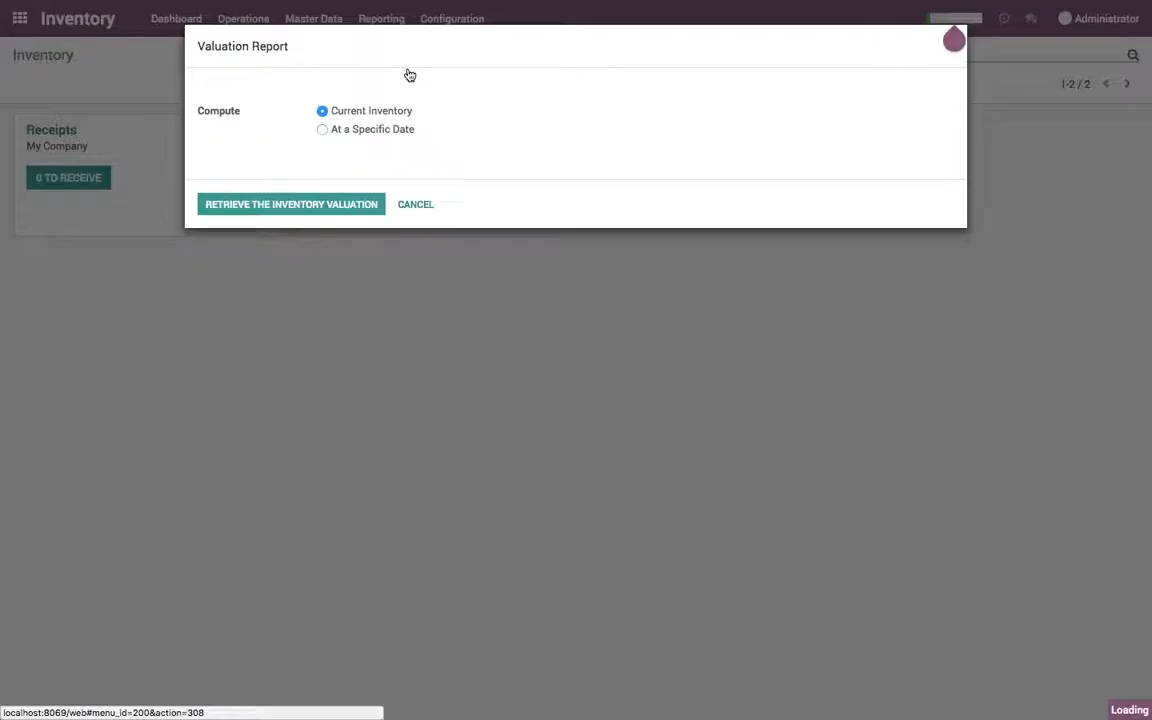 Inventory Dashboard Operations Master Data Reporting Configuration Administrator
Valuation Report
Inventory
1-2 / 2
Compute
Current Inventory
At a Specific Date
Receipts
My Company
0 TO RECEIVE
RETRIEVE THE INVENTORY VALUATION CANCEL
localhost:8069/web#menu_id=200&action=308
Loading